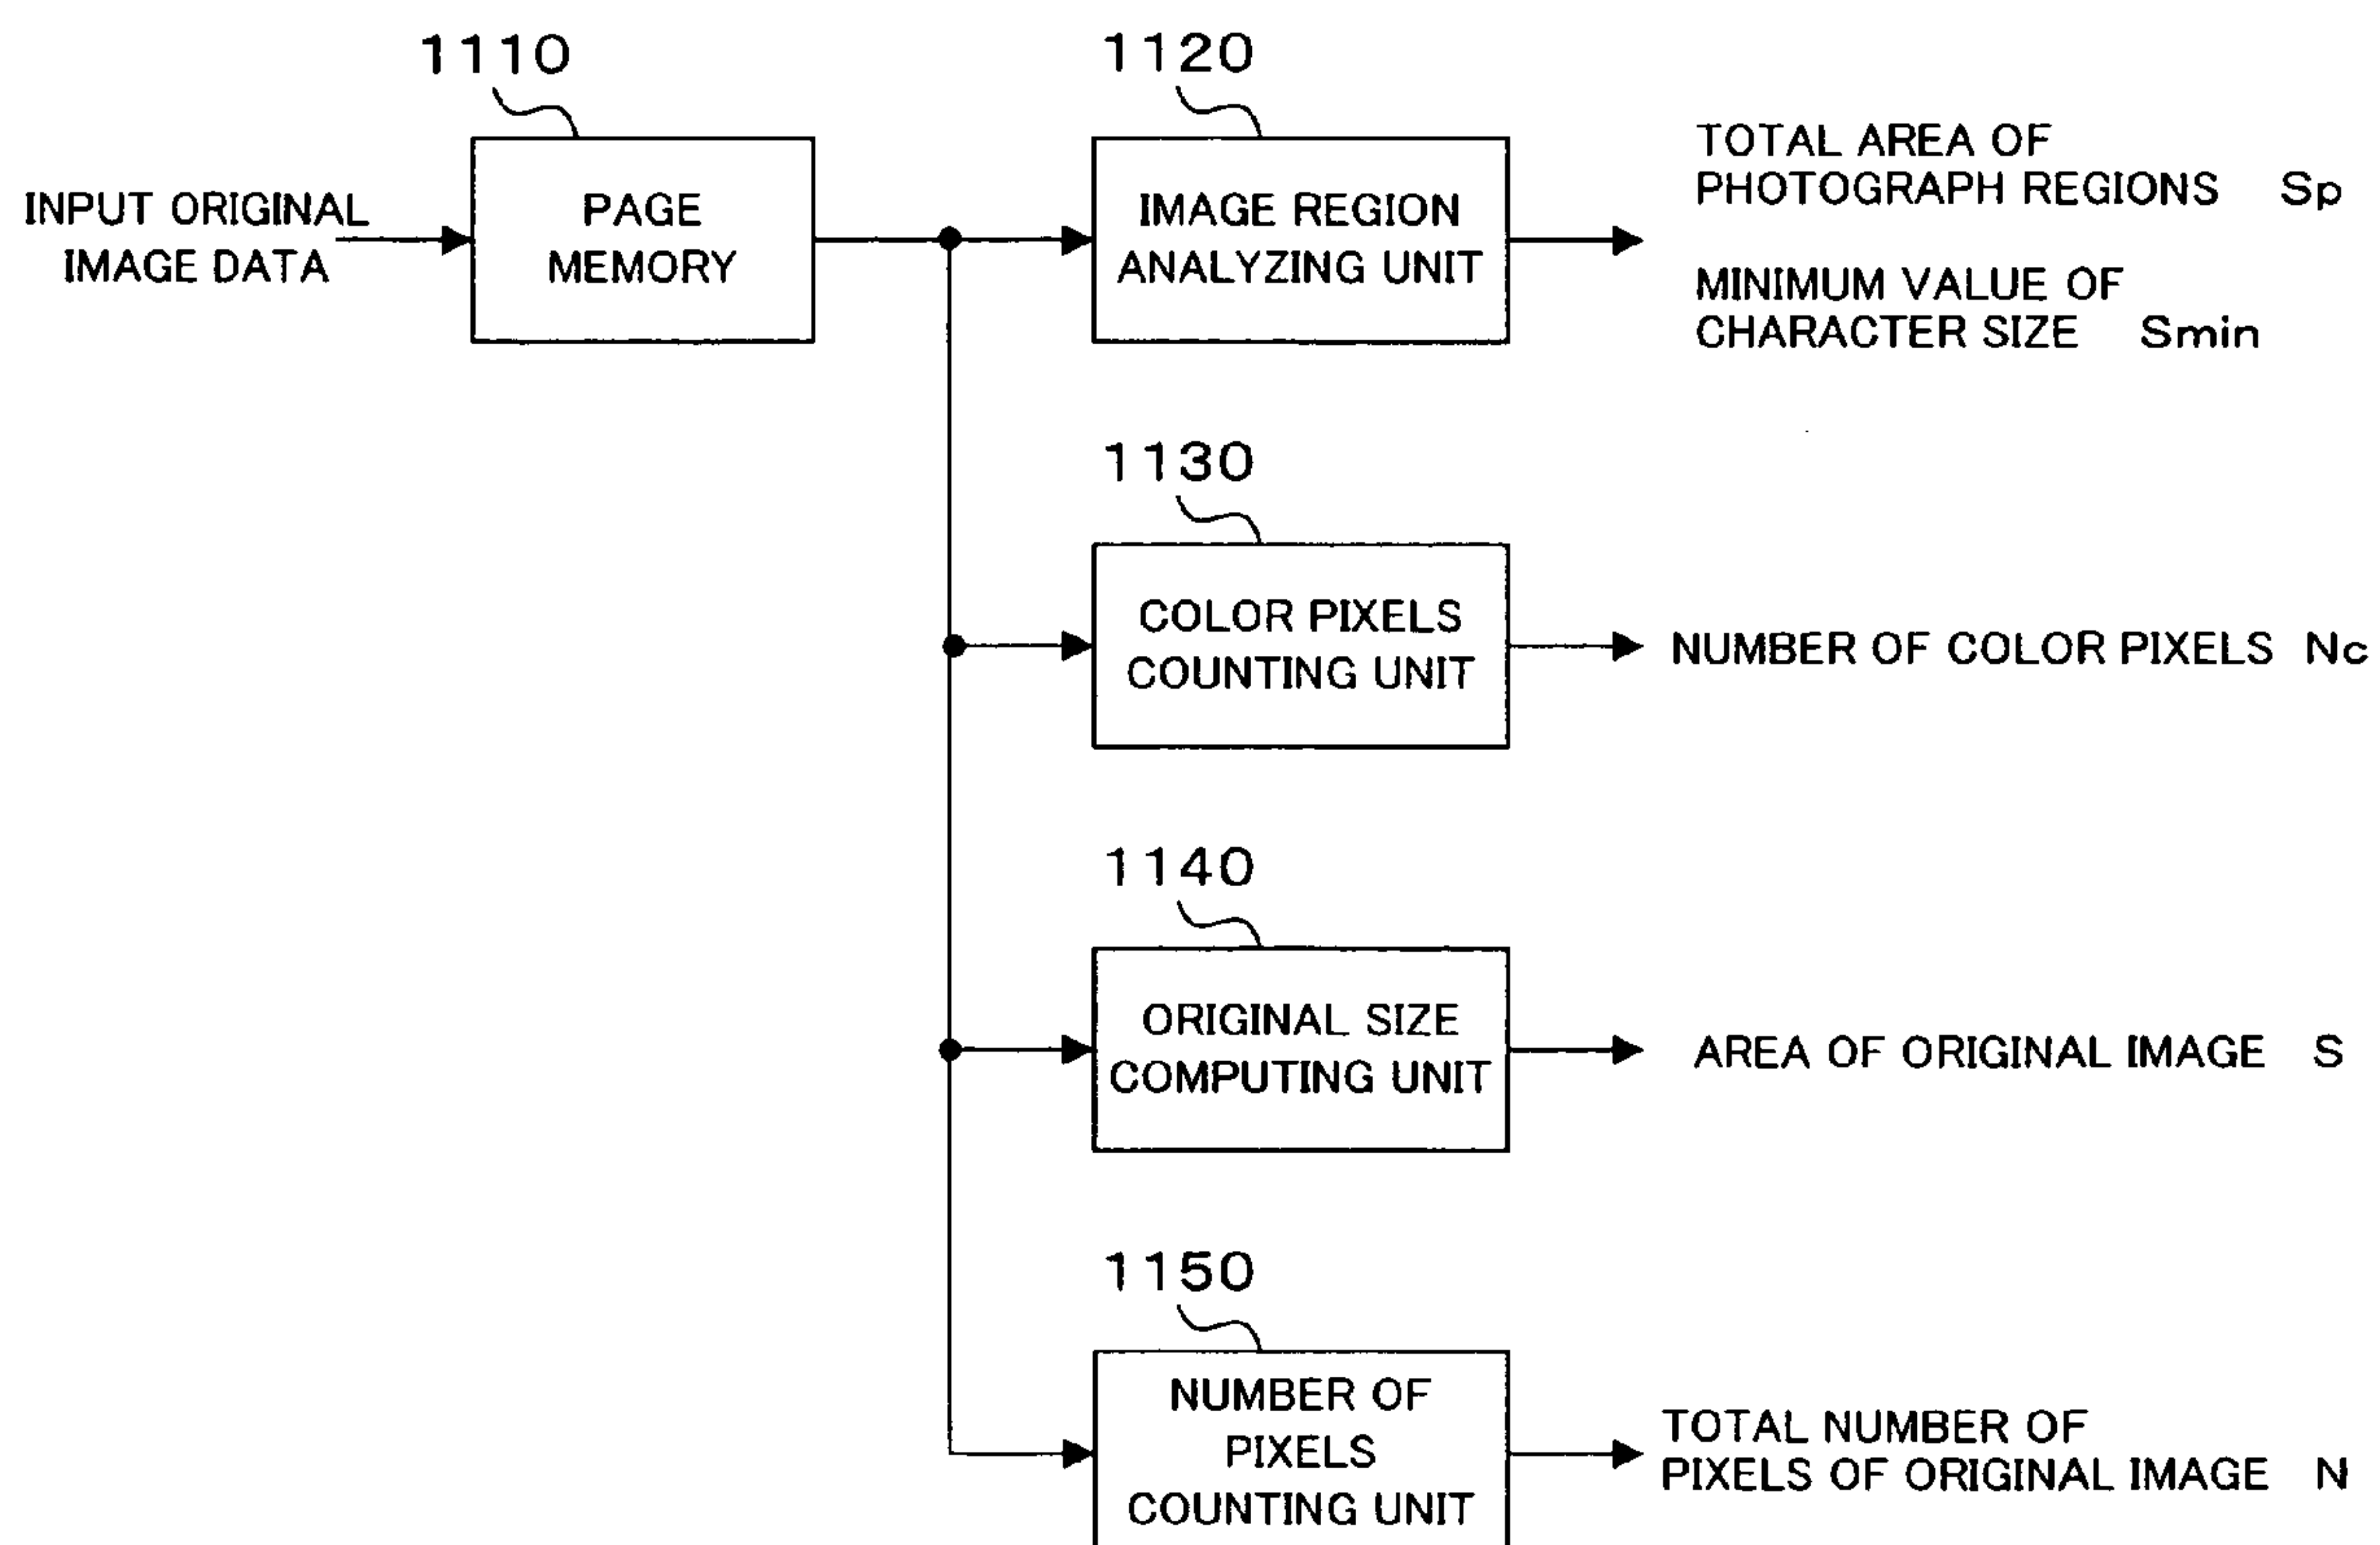 1110
1120
INPUT ORIGINAL
IMAGE DATA
PAGE
MEMORY
IMAGE REGION
ANALYZING UNIT
TOTAL AREA OF
PHOTOGRAPH REGIONS Sp
MINIMUM VALUE OF
CHARACTER SIZE Smin
1130
COLOR PIXELS
COUNTING UNIT
NUMBER OF COLOR PIXELS Nc
1140
ORIGINAL SIZE
COMPUTING UNIT
AREA OF ORIGINAL IMAGE S
1150
NUMBER OF
PIXELS
COUNTING UNIT
TOTAL NUMBER OF
PIXELS OF ORIGINAL IMAGE N